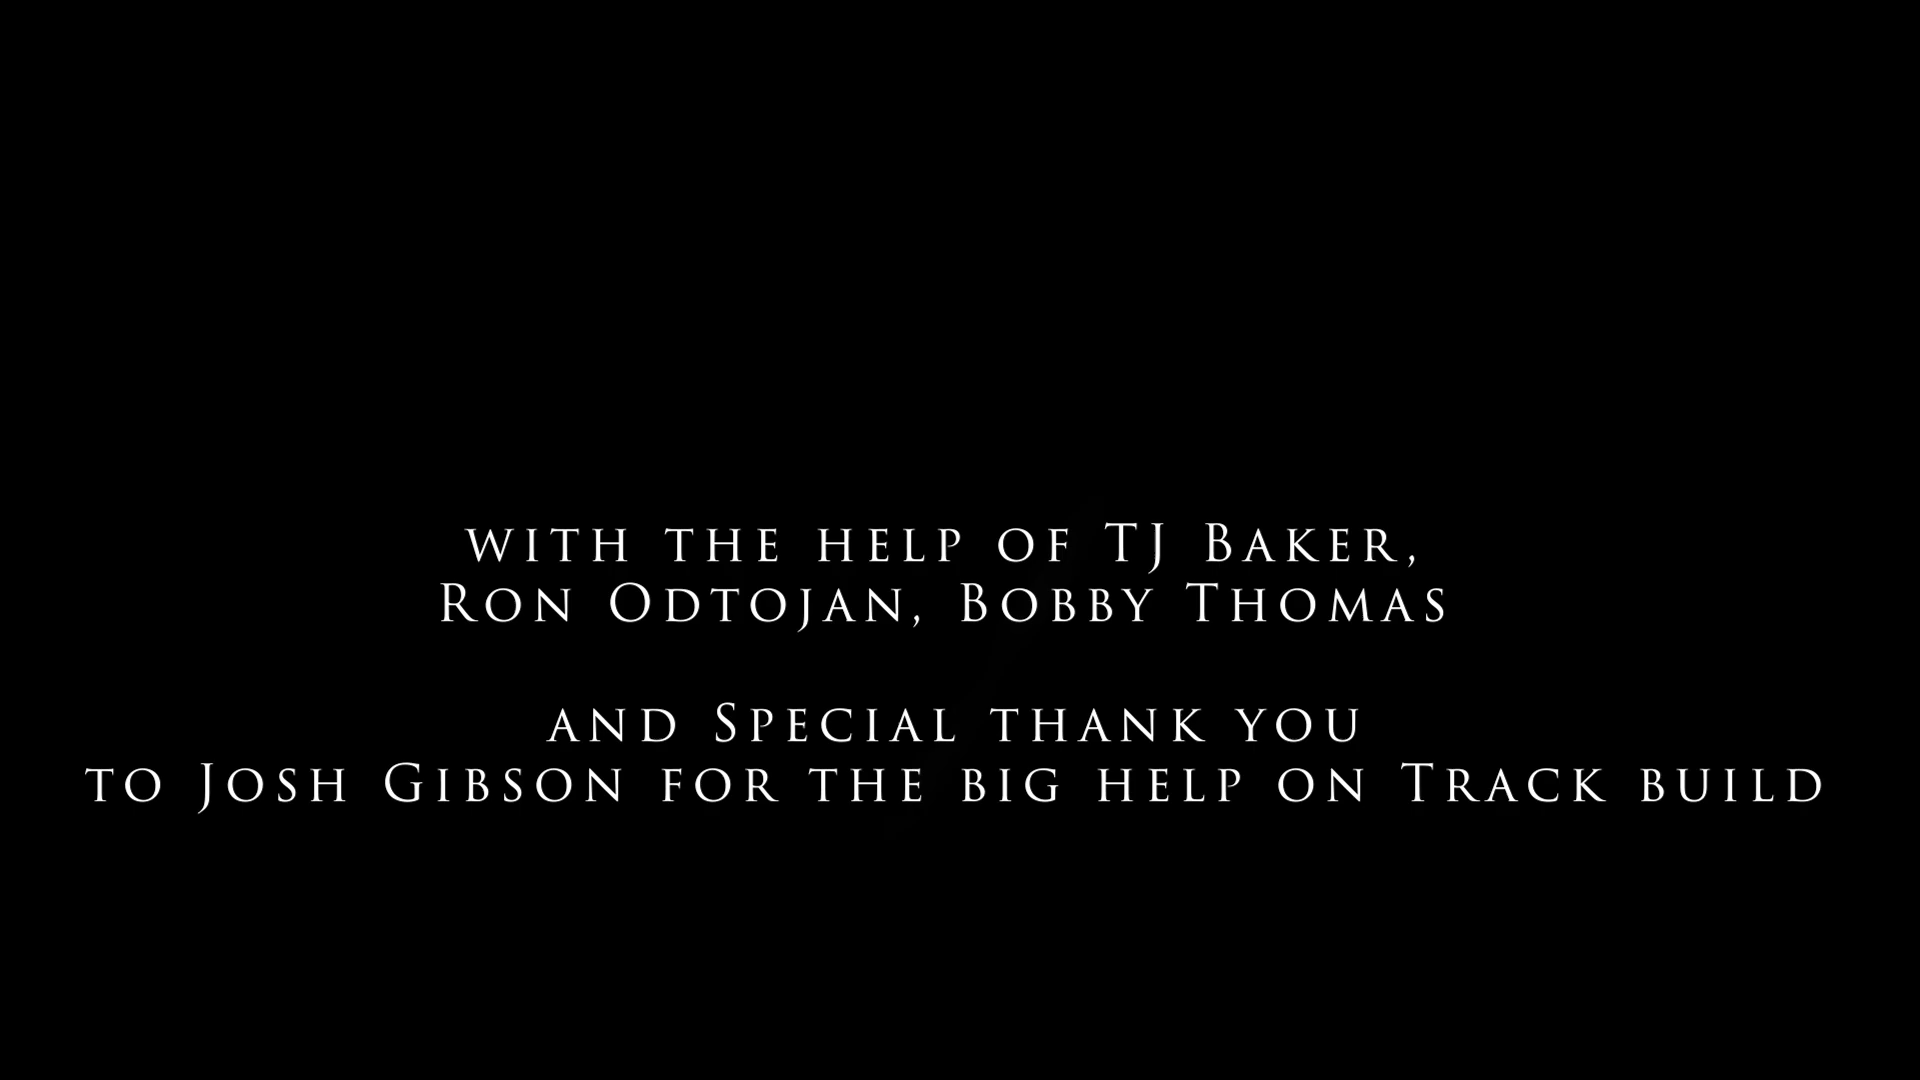 with the help of TJ Baker,
Ron Odtojan, Bobby Thomas
and Special thank you
to Josh Gibson for the big help on Track build